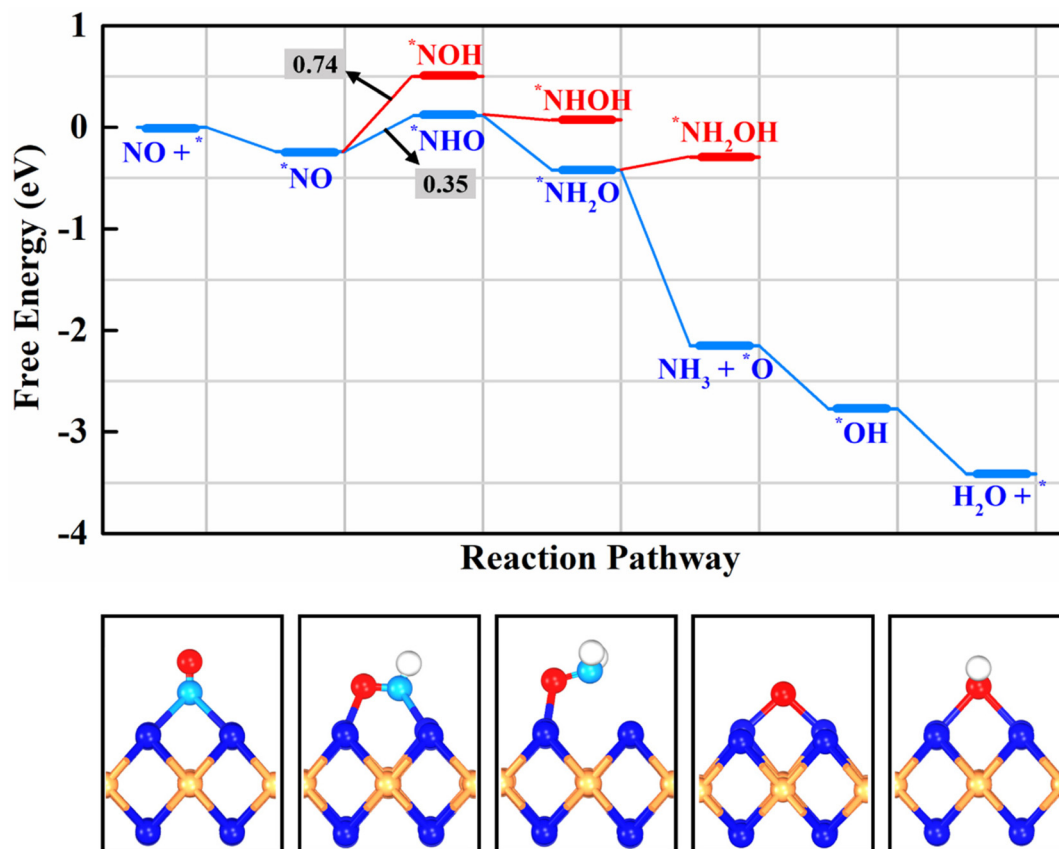 Free Energy (eV)
1
0
-1
-2
-3
-4
0.74
*NOH
*NHOH
*NH₂OH
NO + *
*NO
*NHO
0.35
*NH₂O
NH₃ + *O
*OH
H₂O + *
Reaction Pathway